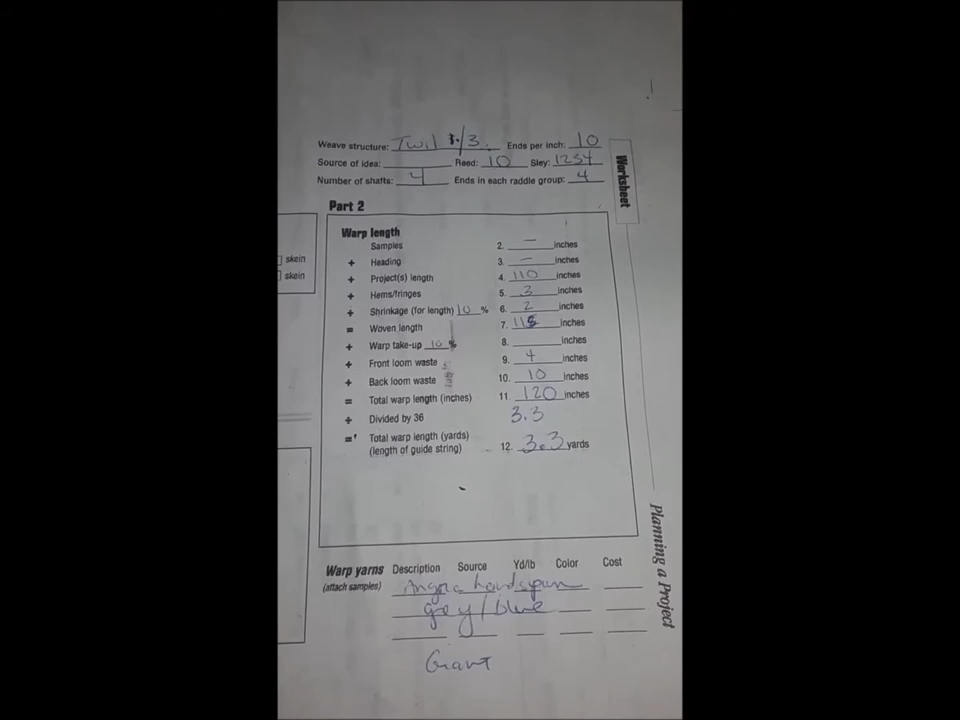 Weave structure: Twil 1/3 Ends per inch: 10
Source of idea: Reed: 10 Sley: 1234
Number of shafts: 4 Ends in each raddle group: 4
Worksheet
Part 2
skein
skein
Warp length
Samples 2. — inches
+ Heading 3. — inches
+ Project(s) length 4. 110 inches
+ Hems/fringes 5. 3 inches
+ Shrinkage (for length) 10 % 6. 2 inches
= Woven length 7. 115 inches
+ Warp take-up 10 % 8. inches
+ Front loom waste 9. 4 inches
+ Back loom waste 10. 10 inches
= Total warp length (inches) 11. 120 inches
÷ Divided by 36 3.3
= Total warp length (yards)
(length of guide string) 12. 3.3 yards
Planning a Project
Warp yarns Description Source Yd/lb Color Cost
(attach samples) Angora handspun
grey/blue
Grant